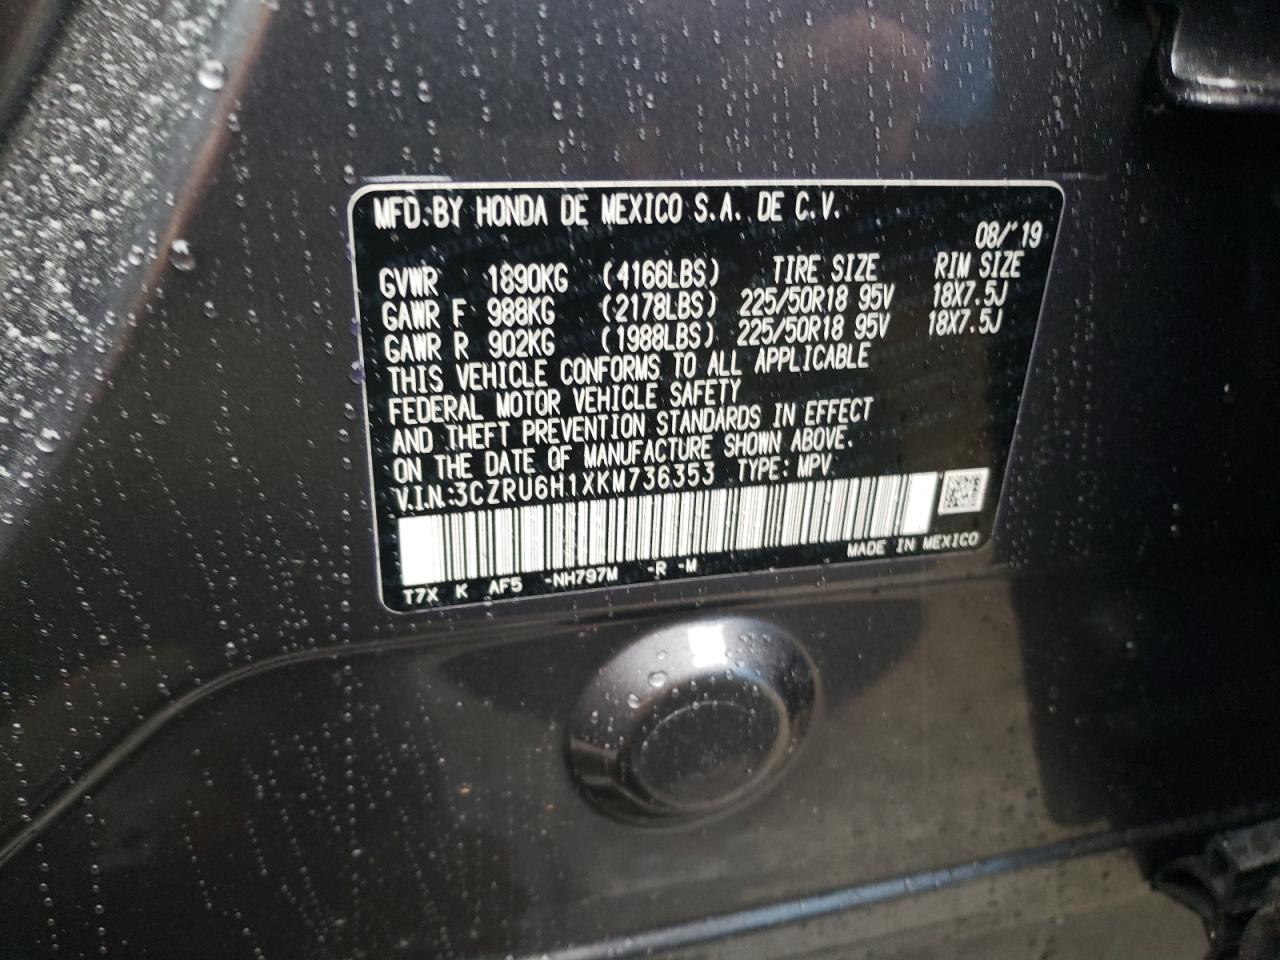 MFD. BY HONDA DE MEXICO S.A. DE C.V.
08/'19
GVWR 1890KG (4166LBS) TIRE SIZE RIM SIZE
GAWR F 988KG (2178LBS) 225/50R18 95V 18X7.5J
GAWR R 902KG (1988LBS) 225/50R18 95V 18X7.5J
THIS VEHICLE CONFORMS TO ALL APPLICABLE
FEDERAL MOTOR VEHICLE SAFETY
AND THEFT PREVENTION STANDARDS IN EFFECT
ON THE DATE OF MANUFACTURE SHOWN ABOVE.
V.I.N.:3CZRU6H1XKM736353 TYPE: MPV
MADE IN MEXICO
T7X K AF5 -NH797M -R -M